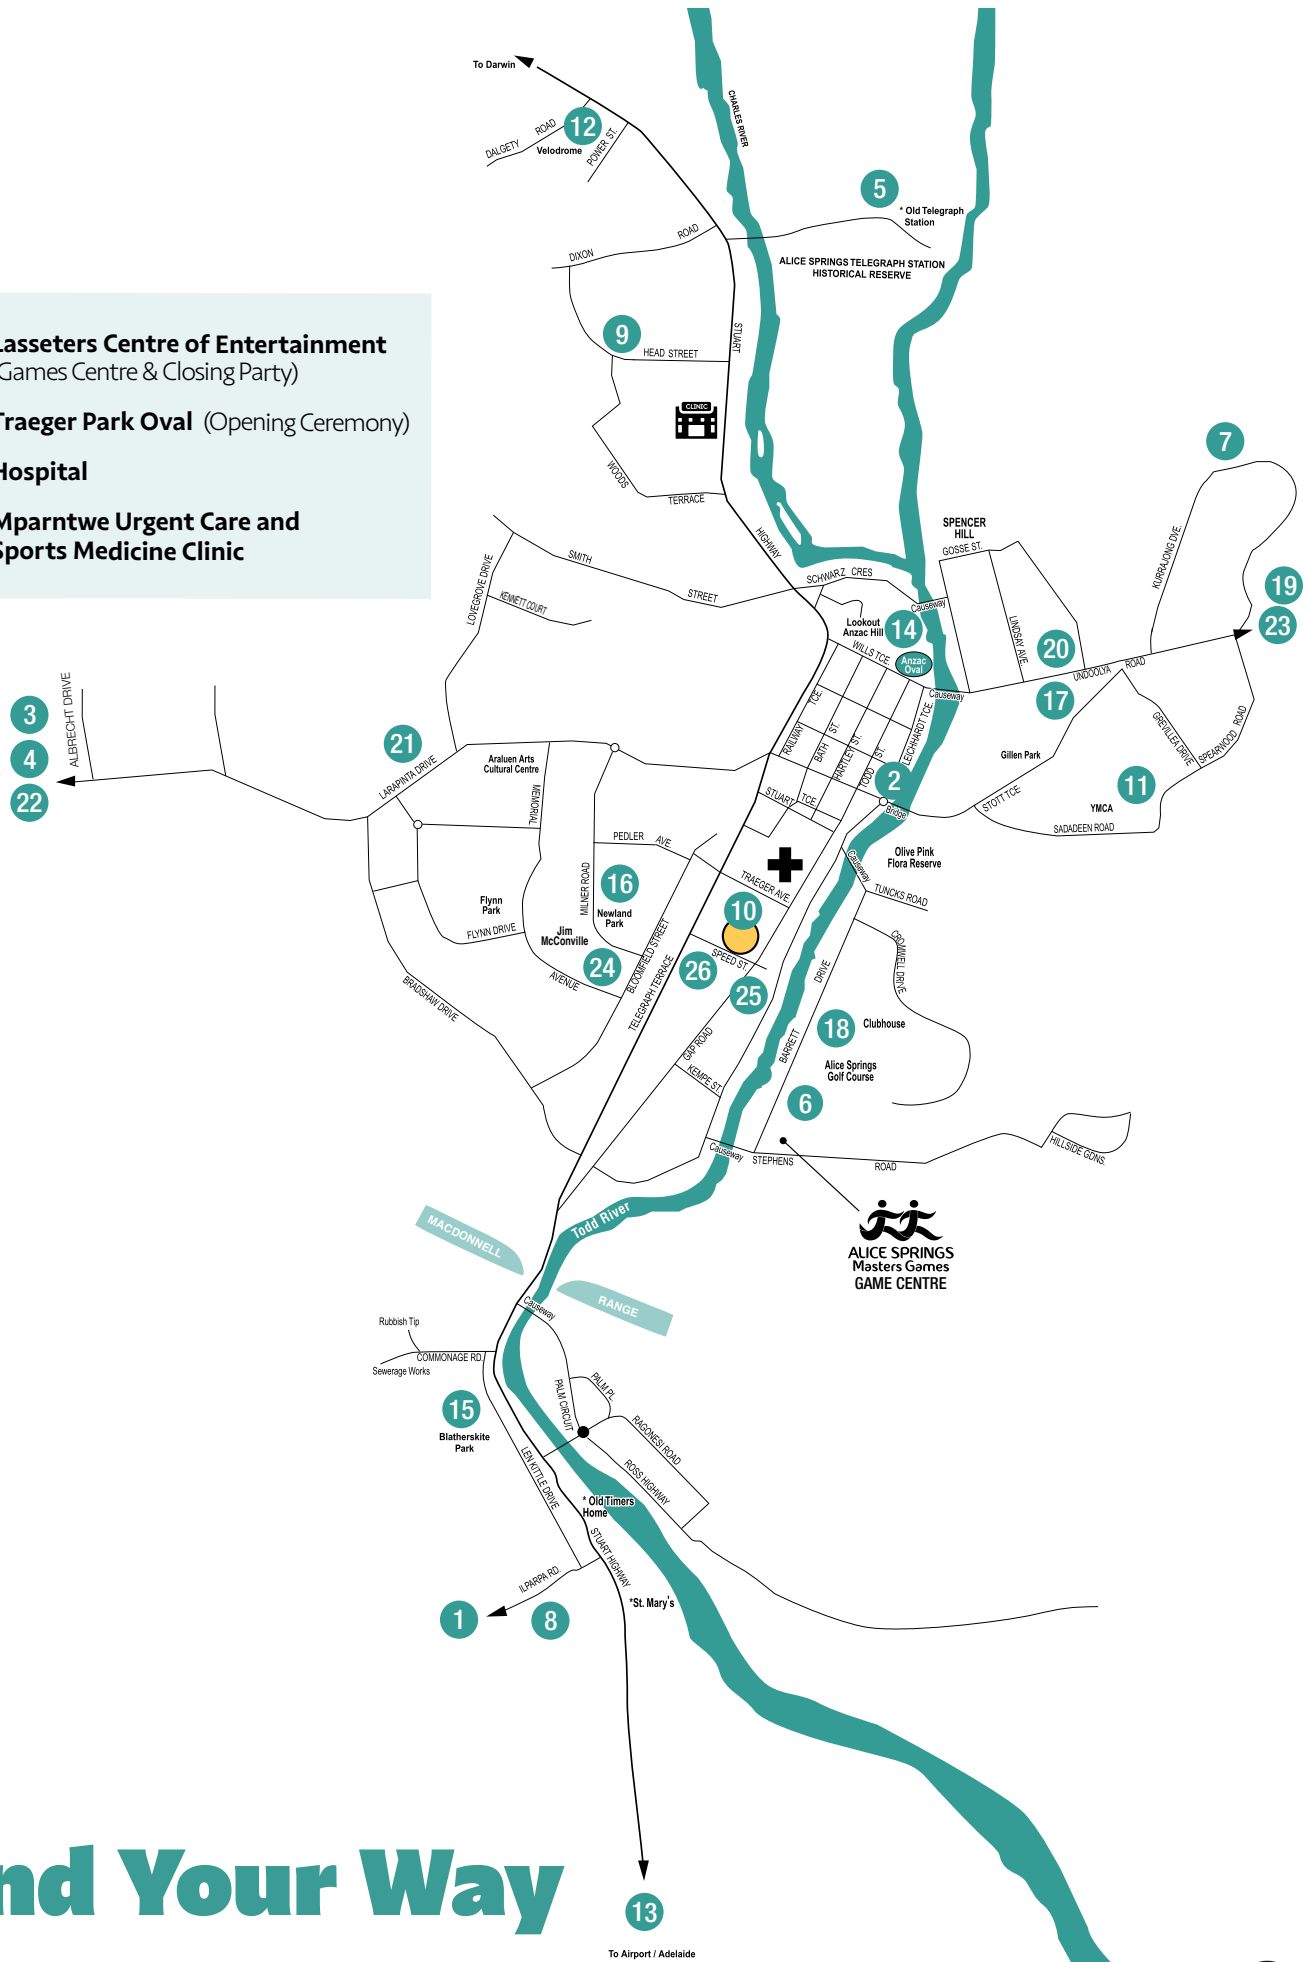 To Darwin
DALGETY ROAD
12
Velodrome
POWER ST.
CHARLES RIVER
5
* Old Telegraph
Station
ALICE SPRINGS TELEGRAPH STATION
HISTORICAL RESERVE
DIXON ROAD
9
HEAD STREET
STUART
CLINIC
WOODS
TERRACE
HIGHWAY
Lasseters Centre of Entertainment
(Games Centre & Closing Party)
Traeger Park Oval (Opening Ceremony)
Hospital
Mparntwe Urgent Care and
Sports Medicine Clinic
7
KURRAJONG DVE.
19
23
SPENCER
HILL
GOSSE ST.
LINDSAY AVE.
20
UNDOOLYA ROAD
17
SMITH STREET
SCHWARZ CRES
Causeway
LOVEGROVE DRIVE
KENNETT COURT
Lookout
Anzac Hill
14
WILLS TCE.
Anzac
Oval
Causeway
3
4
22
ALBRECHT DRIVE
21
LARAPINTA DRIVE
Araluen Arts
Cultural Centre
MEMORIAL
RAILWAY TCE.
BATH ST.
HARTLEY ST.
TODD ST.
LEICHHARDT TCE.
2
Bridge
STUART TCE.
Gillen Park
GREVILLEA DRIVE
SPEARWOOD ROAD
11
YMCA
STOTT TCE
SADADEEN ROAD
PEDLER AVE.
MILNER ROAD
16
Newland
Park
Olive Pink
Flora Reserve
Causeway
TUNCKS ROAD
TRAEGER AVE.
10
SPEED ST.
26
25
Flynn
Park
FLYNN DRIVE
Jim
McConville
24
AVENUE
BLOOMFIELD STREET
TELEGRAPH TERRACE
BRADSHAW DRIVE
CROMWELL DRIVE
BARRETT DRIVE
18
Clubhouse
Alice Springs
Golf Course
6
GAP ROAD
KEMPE ST.
Causeway
STEPHENS ROAD
HILLSIDE GDNS.
ALICE SPRINGS
Masters Games
GAME CENTRE
MACDONNELL
Todd River
RANGE
Causeway
Rubbish Tip
COMMONAGE RD.
Sewerage Works
15
Blatherskite
Park
PALM CIRCUIT
PALM PL.
RAGONESI ROAD
ROSS HIGHWAY
LEN KITTLE DRIVE
* Old Timers
Home
STUART HIGHWAY
ILPARPA RD.
1
8
*St. Mary's
nd Your Way
13
To Airport / Adelaide